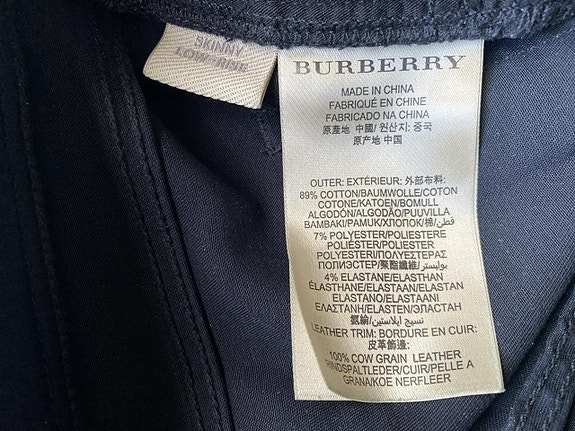 SKINNY
LOW-RISE
BURBERRY
MADE IN CHINA
FABRIQUÉ EN CHINE
FABRICADO NA CHINA
原產地 中國/ 원산지: 중국
原产地 中国
OUTER: EXTÉRIEUR: 外部布料:
89% COTTON/BAUMWOLLE/COTON
COTONE/KATOEN/BOMULL
ALGODÓN/ALGODÃO/PUUVILLA
BAMBAKI/PAMUK/ХЛОПОК/棉/قطن
7% POLYESTER/POLIESTERE
POLIÉSTER/POLIESTER
POLYESTERI/ΠΟΛΥΕΣΤΕΡΑΣ
ПОЛИЭСТЕР/聚酯纖維/بوليستر
4% ELASTANE/ELASTHAN
ÉLASTHANE/ELASTAAN/ELASTAN
ELASTANO/ELASTAANI
ELASTAN/ELASTEN/ЭЛАСТАН
氨綸/نسيج ايلاستين
LEATHER TRIM: BORDURE EN CUIR:
皮革飾邊:
100% COW GRAIN LEATHER
RINDSPALTLEDER/CUIR/PELLE A
GRANA/KOE NERFLEER